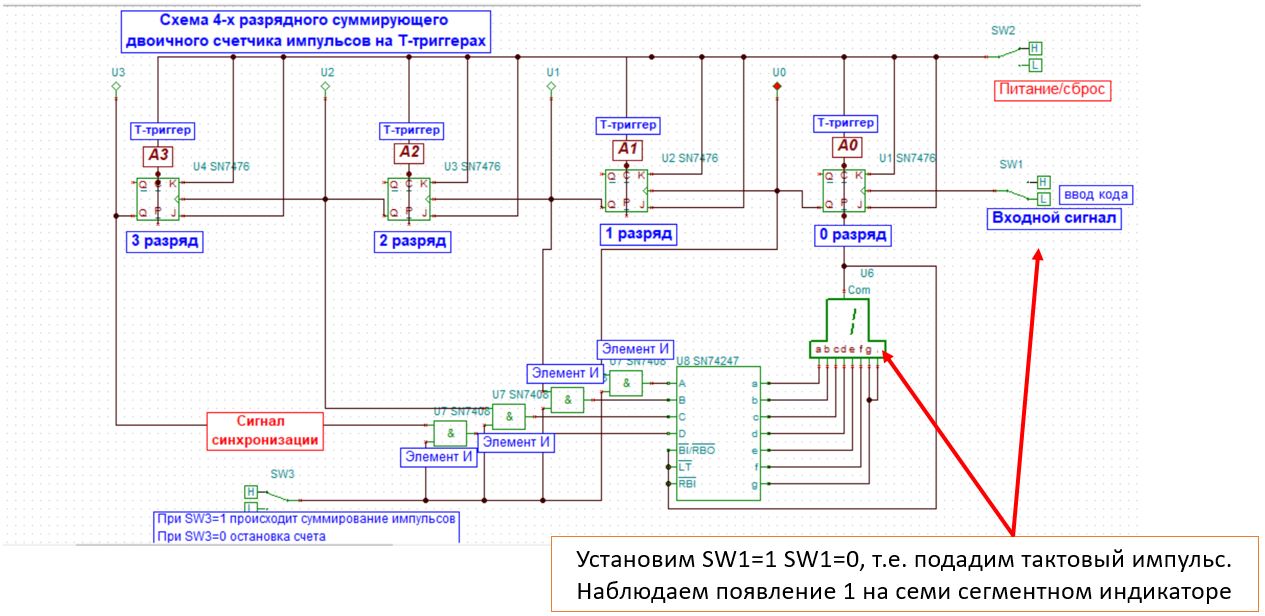 Схема 4-х разрядного суммирующего
двоичного счетчика импульсов на Т-триггерах
SW2
H
L
Питание/сброс
U3
U2
U1
U0
Т-триггер
Т-триггер
Т-триггер
Т-триггер
A3
A2
A1
A0
U4 SN7476
U3 SN7476
U2 SN7476
U1 SN7476
SW1
H
L
ввод кода
Входной сигнал
Q C K
Q P J
Q C K
Q P J
Q C K
Q P J
Q C K
Q P J
3 разряд
2 разряд
1 разряд
0 разряд
U6
Com
a b c d e f g .
Элемент И
U7 SN7408
U8 SN74247
Элемент И
&
U7 SN7408
&
U7 SN7408
&
&
Элемент И
Элемент И
A
B
C
D
BI/RBO
LT
RBI
a
b
c
d
e
f
g
Сигнал
синхронизации
SW3
H
L
При SW3=1 происходит суммирование импульсов
При SW3=0 остановка счета
Установим SW1=1 SW1=0, т.е. подадим тактовый импульс.
Наблюдаем появление 1 на семи сегментном индикаторе